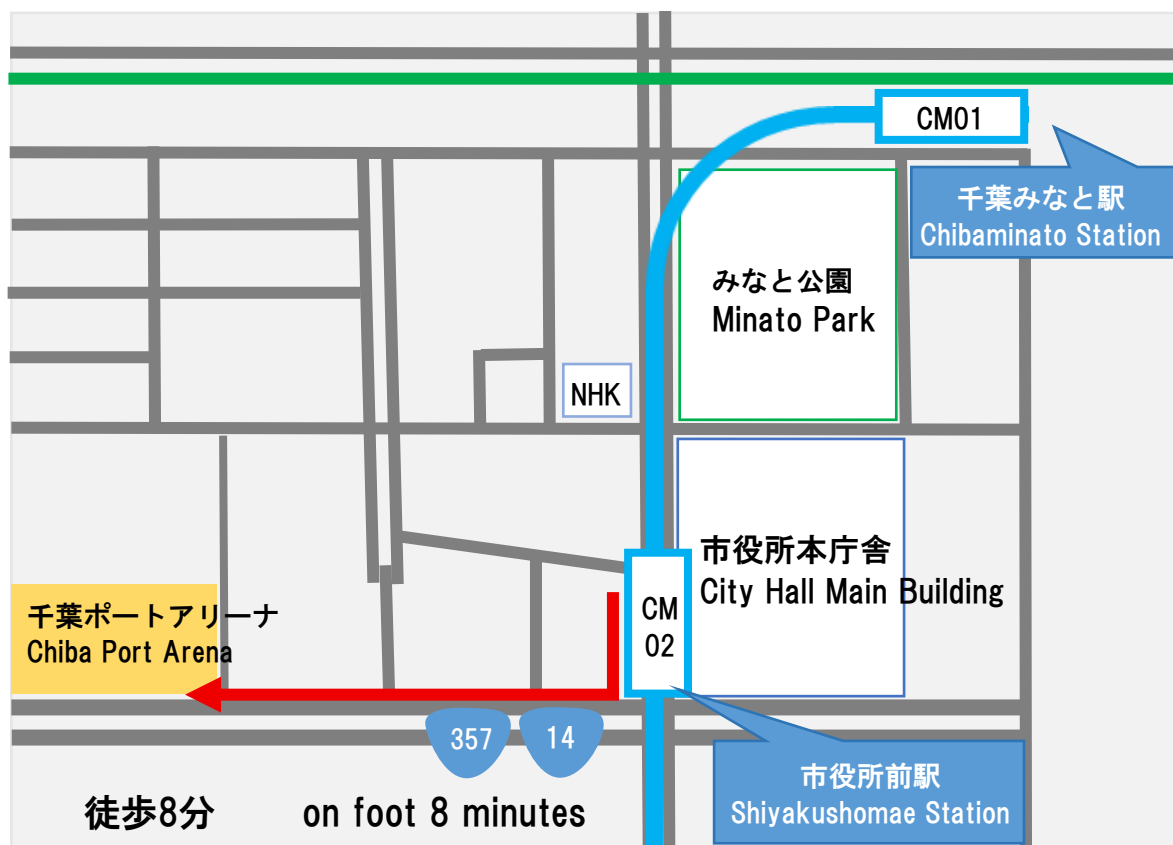 CM01
千葉みなと駅
Chibaminato Station
みなと公園
Minato Park
NHK
市役所本庁舎
City Hall Main Building
CM
02
千葉ポートアリーナ
Chiba Port Arena
357
14
市役所前駅
Shiyakushomae Station
徒歩8分 on foot 8 minutes